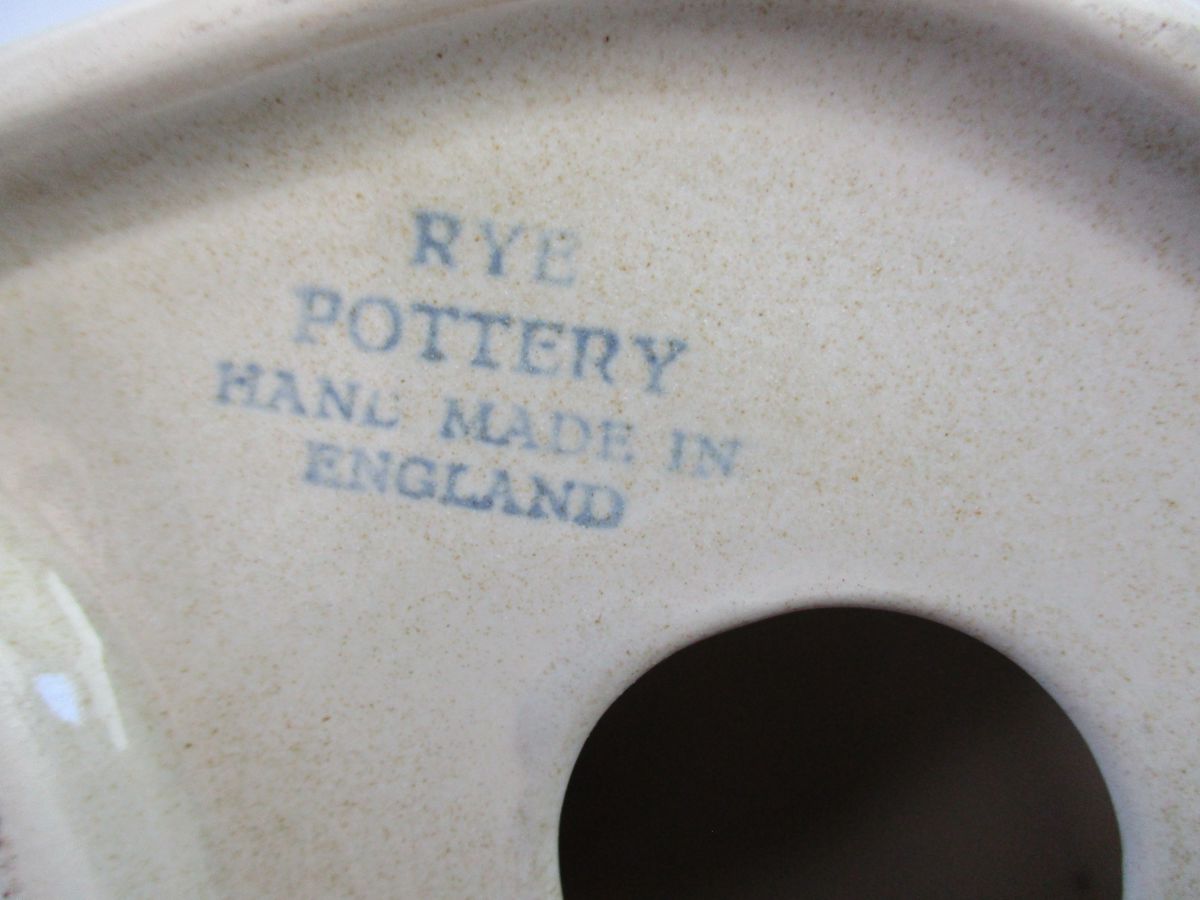 RYE
POTTERY
HAND MADE IN
ENGLAND